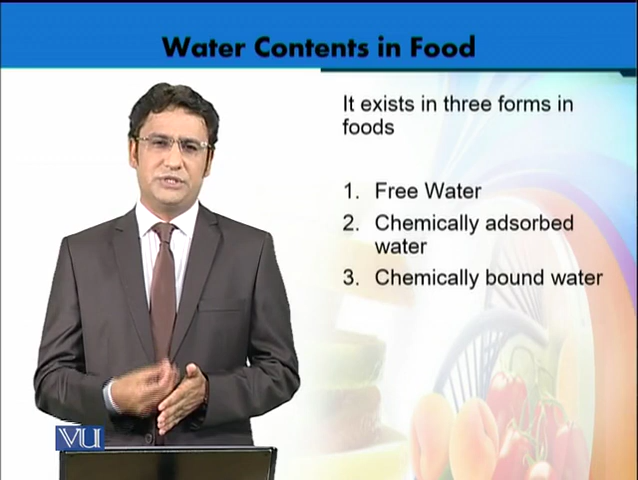 Water Contents in Food
It exists in three forms in
foods
1. Free Water
2. Chemically adsorbed
water
3. Chemically bound water
VU